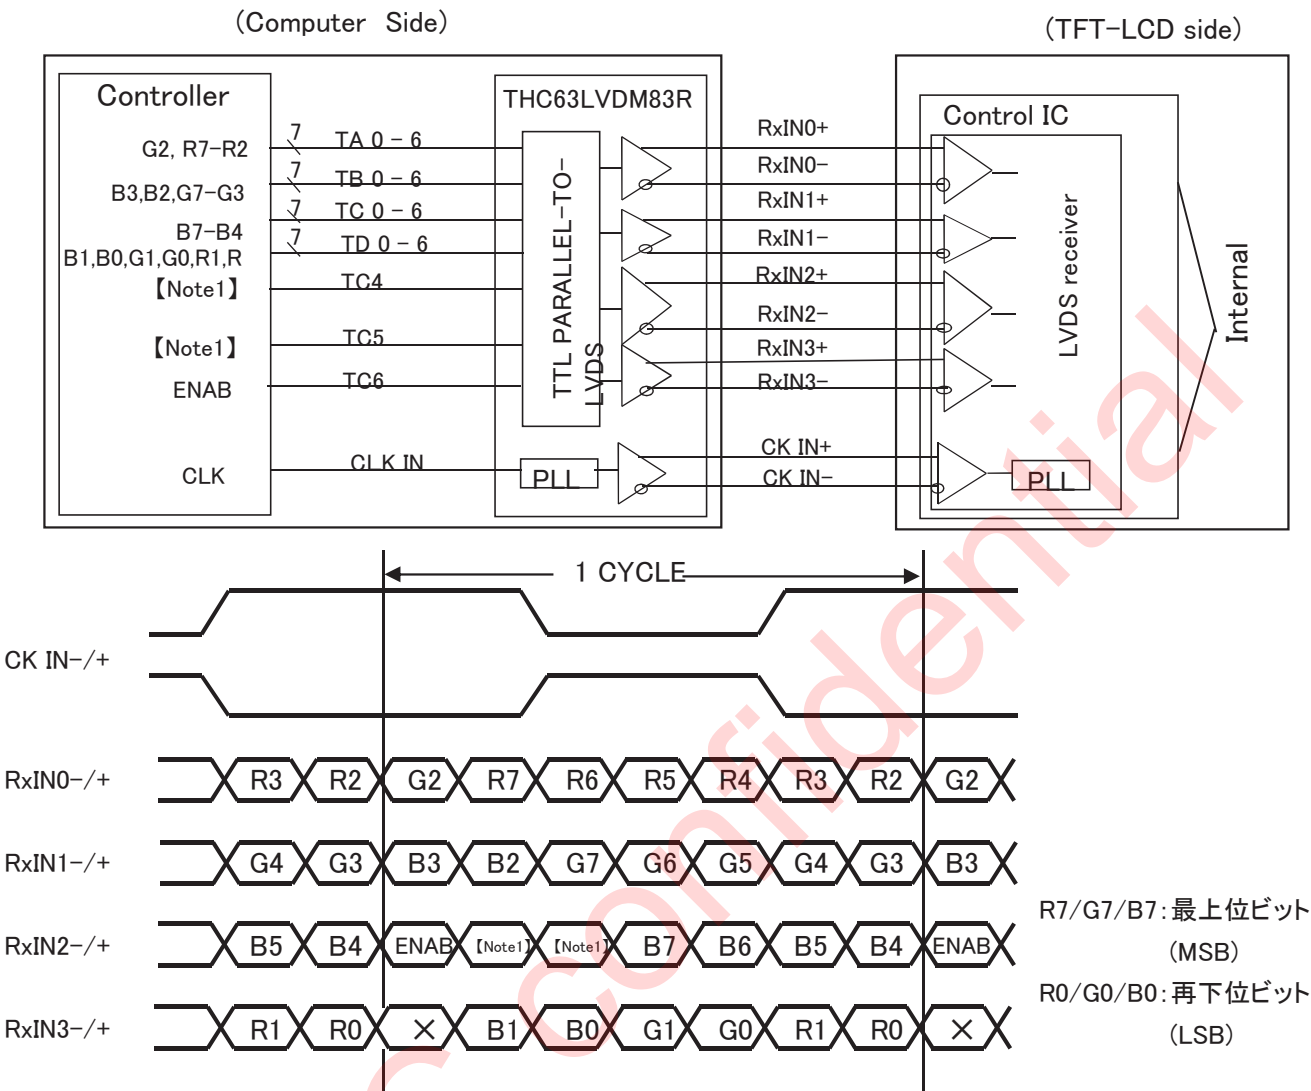 (Computer Side)
(TFT-LCD side)
Controller
THC63LVDM83R
Control IC
G2, R7-R2
7
TA 0 - 6
RxIN0+
RxIN0-
B3,B2,G7-G3
7
TB 0 - 6
RxIN1+
B7-B4
7
TC 0 - 6
RxIN1-
B1,B0,G1,G0,R1,R
7
TD 0 - 6
RxIN2+
【Note1】
TC4
RxIN2-
【Note1】
TC5
RxIN3+
ENAB
TC6
RxIN3-
CLK
CLK IN
PLL
CK IN+
CK IN-
PLL
TTL PARALLEL-TO-
LVDS
LVDS receiver
Internal
1 CYCLE
CK IN-/+
RxIN0-/+ R3 R2 G2 R7 R6 R5 R4 R3 R2 G2
RxIN1-/+ G4 G3 B3 B2 G7 G6 G5 G4 G3 B3
RxIN2-/+ B5 B4 ENAB 【Note1】 【Note1】 B7 B6 B5 B4 ENAB
RxIN3-/+ R1 R0 × B1 B0 G1 G0 R1 R0 ×
R7/G7/B7:最上位ビット
(MSB)
R0/G0/B0:再下位ビット
(LSB)
confidential